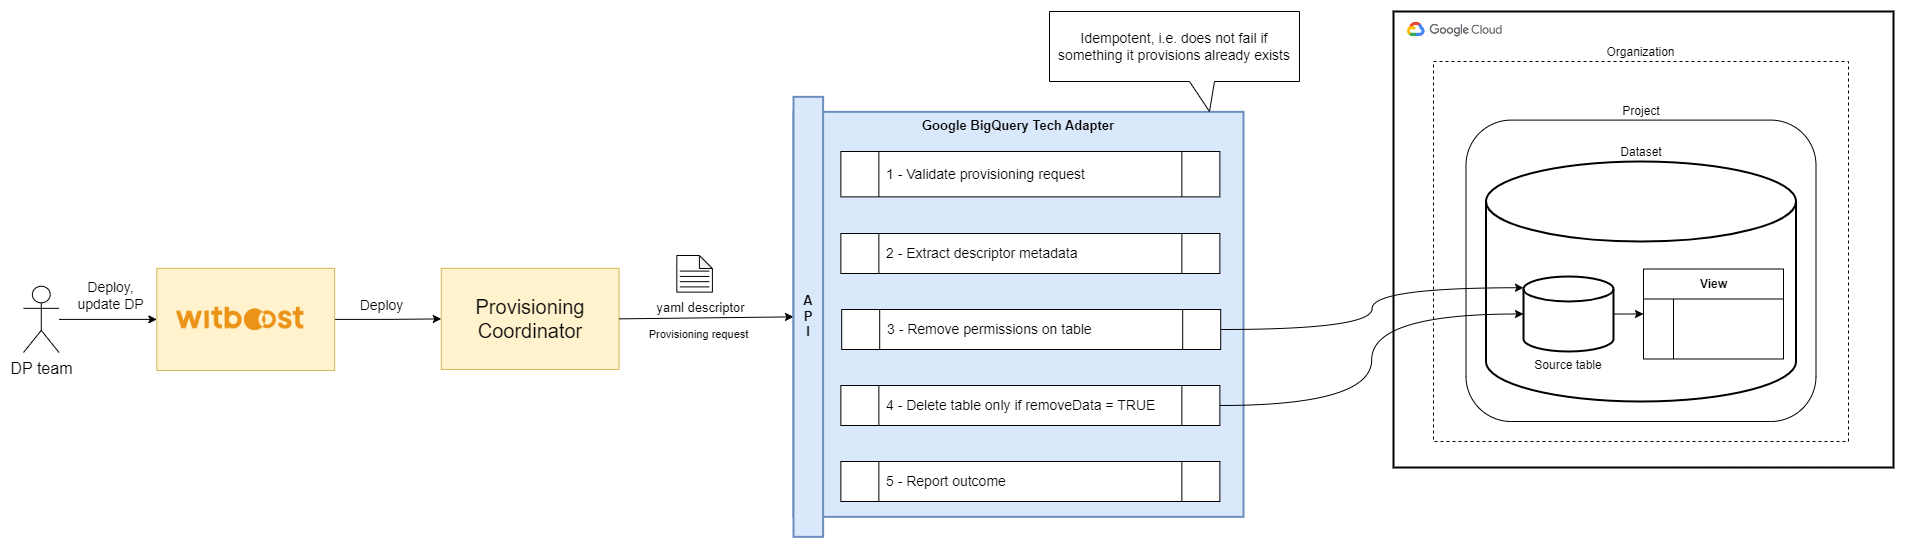 Idempotent, i.e. does not fail if
something it provisions already exists
Google Cloud
Organization
Project
Dataset
Google BigQuery Tech Adapter
1 - Validate provisioning request
2 - Extract descriptor metadata
3 - Remove permissions on table
4 - Delete table only if removeData = TRUE
5 - Report outcome
A
P
I
Deploy,
update DP
DP team
witboost
Deploy
Provisioning
Coordinator
yaml descriptor
Provisioning request
View
Source table